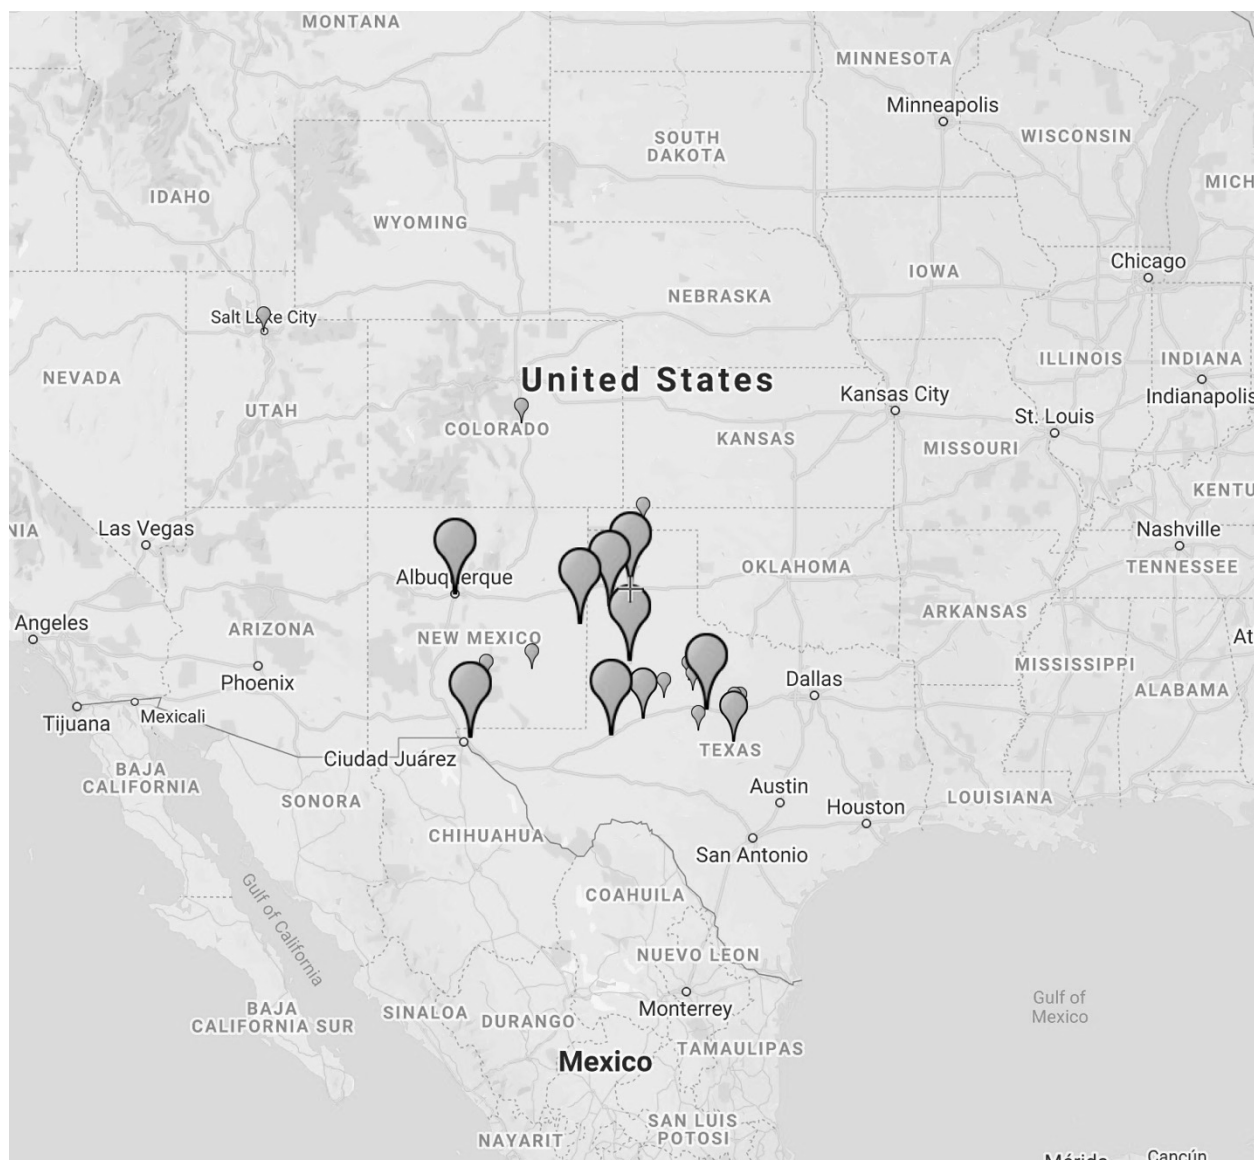 MONTANA
MINNESOTA
Minneapolis
SOUTH
DAKOTA
WISCONSIN
MICH
IDAHO
WYOMING
IOWA
Chicago
NEBRASKA
Salt Lake City
NEVADA
United States
ILLINOIS
INDIANA
UTAH
Kansas City
Indianapolis
COLORADO
St. Louis
KANSAS
MISSOURI
KENTU
NIA
Las Vegas
Nashville
TENNESSEE
Albuquerque
OKLAHOMA
Angeles
ARIZONA
NEW MEXICO
ARKANSAS
At
MISSISSIPPI
Phoenix
Dallas
ALABAMA
Tijuana
Mexicali
TEXAS
Ciudad Juárez
BAJA
CALIFORNIA
SONORA
Austin
LOUISIANA
Houston
CHIHUAHUA
San Antonio
COAHUILA
Gulf of California
NUEVO LEON
Gulf of
Mexico
BAJA
CALIFORNIA SUR
SINALOA
DURANGO
Monterrey
TAMAULIPAS
Mexico
SAN LUIS
POTOSI
NAYARIT
Mérida
Cancún